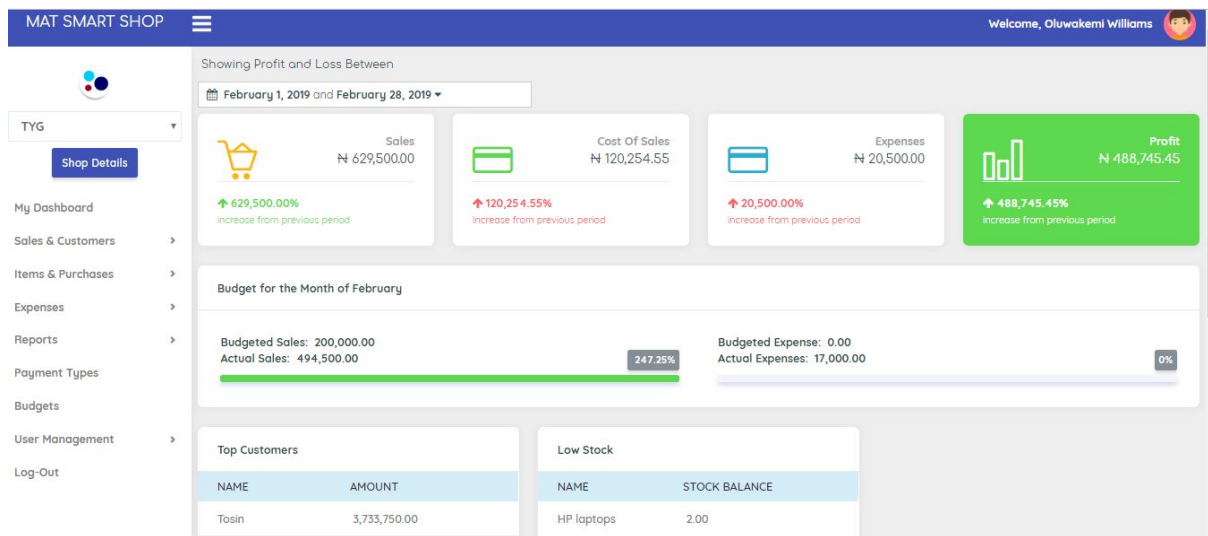 MAT SMART SHOP
Welcome, Oluwakemi Williams
TYG
Shop Details
My Dashboard
Sales & Customers
Items & Purchases
Expenses
Reports
Payment Types
Budgets
User Management
Log-Out
Showing Profit and Loss Between
February 1, 2019 and February 28, 2019
Sales
₦ 629,500.00
629,500.00%
increase from previous period
Cost Of Sales
₦ 120,254.55
120,254.55%
increase from previous period
Expenses
₦ 20,500.00
20,500.00%
increase from previous period
Profit
₦ 488,745.45
488,745.45%
increase from previous period
Budget for the Month of February
Budgeted Sales: 200,000.00
Actual Sales: 494,500.00
247.25%
Budgeted Expense: 0.00
Actual Expenses: 17,000.00
0%
Top Customers
NAME AMOUNT
Tosin 3,733,750.00
Low Stock
NAME STOCK BALANCE
HP laptops 2.00